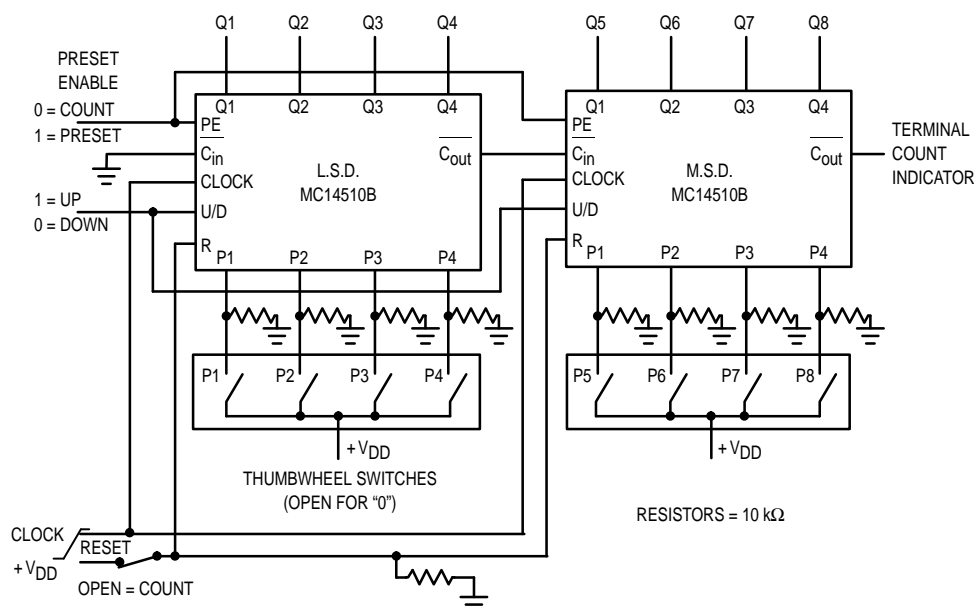 Q1 Q2 Q3 Q4 Q5 Q6 Q7 Q8
PRESET
ENABLE
0 = COUNT
1 = PRESET
Q1 Q2 Q3 Q4
PE
Cin
CLOCK
U/D
R
L.S.D.
MC14510B
Cout
P1 P2 P3 P4
1 = UP
0 = DOWN
Q1 Q2 Q3 Q4
PE
Cin
CLOCK
U/D
R
M.S.D.
MC14510B
Cout
P1 P2 P3 P4
TERMINAL
COUNT
INDICATOR
P1 P2 P3 P4
+ VDD
P5 P6 P7 P8
+ VDD
THUMBWHEEL SWITCHES
(OPEN FOR “0”)
RESISTORS = 10 kΩ
CLOCK
RESET
+ VDD
OPEN = COUNT